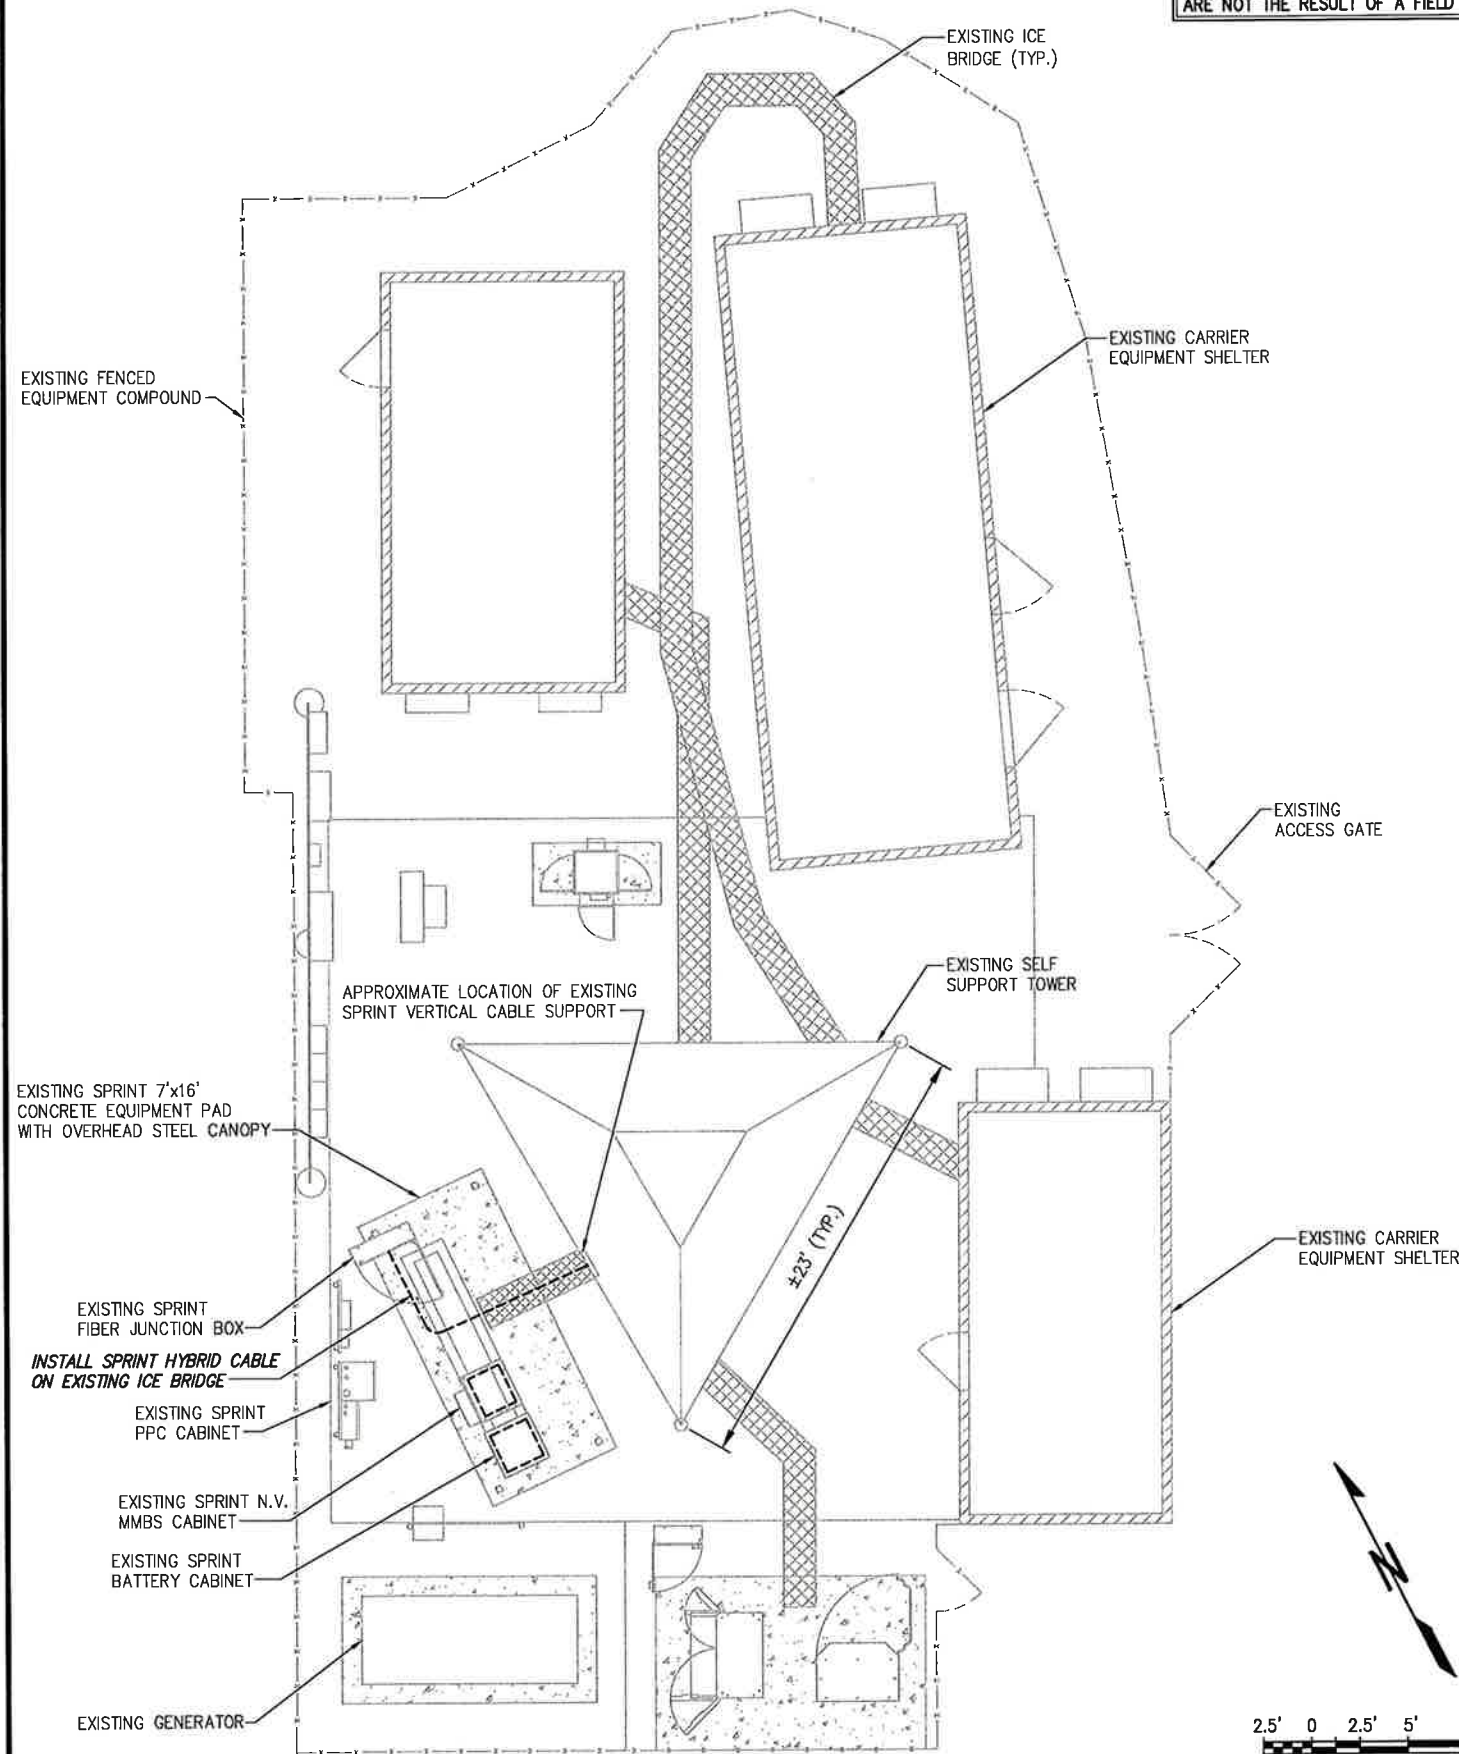 ARE NOT THE RESULT OF A FIELD
EXISTING ICE
BRIDGE (TYP.)
EXISTING CARRIER
EQUIPMENT SHELTER
EXISTING FENCED
EQUIPMENT COMPOUND
EXISTING
ACCESS GATE
EXISTING SELF
SUPPORT TOWER
APPROXIMATE LOCATION OF EXISTING
SPRINT VERTICAL CABLE SUPPORT
EXISTING SPRINT 7'x16'
CONCRETE EQUIPMENT PAD
WITH OVERHEAD STEEL CANOPY
±23' (TYP.)
EXISTING CARRIER
EQUIPMENT SHELTER
EXISTING SPRINT
FIBER JUNCTION BOX
INSTALL SPRINT HYBRID CABLE
ON EXISTING ICE BRIDGE
EXISTING SPRINT
PPC CABINET
EXISTING SPRINT N.V.
MMBS CABINET
EXISTING SPRINT
BATTERY CABINET
N
EXISTING GENERATOR
2.5' 0 2.5' 5'